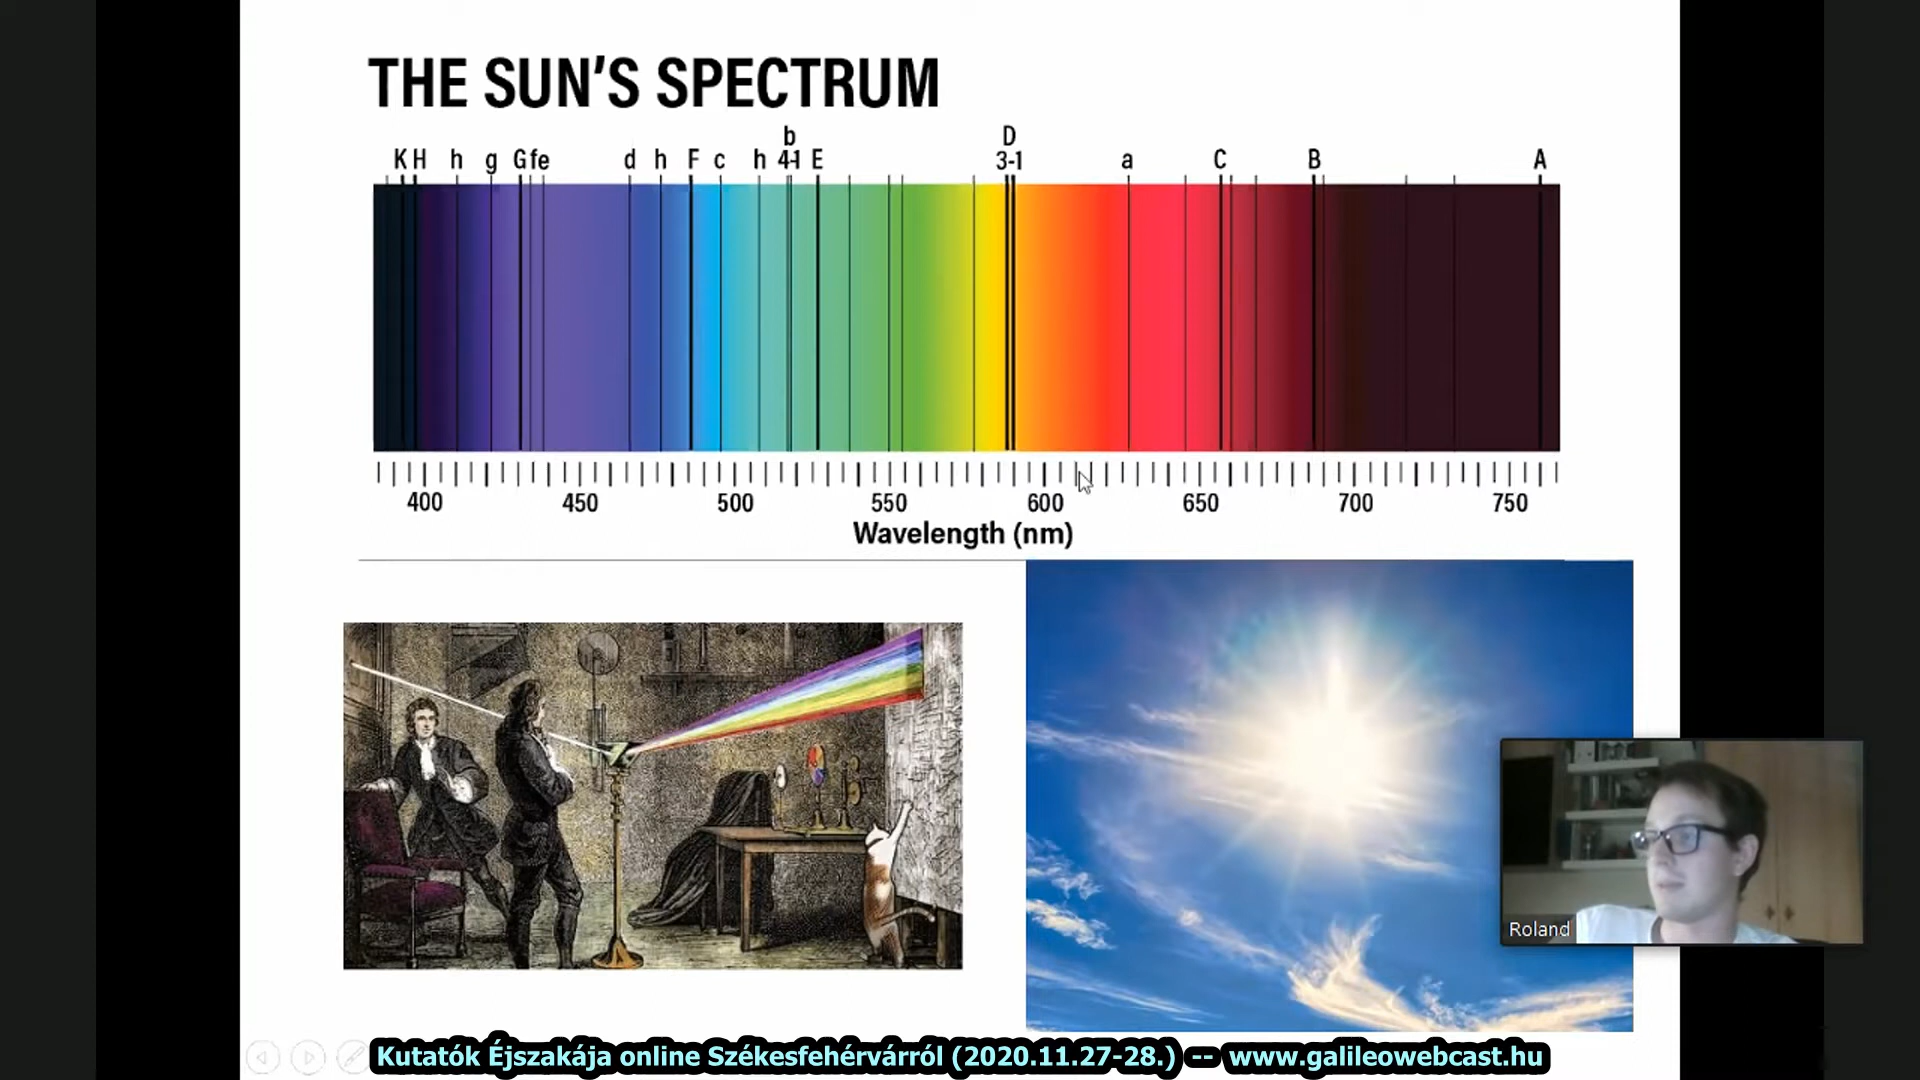 THE SUN'S SPECTRUM
b D
K H h g G f e d h F c h 4-1 E 3-1 a C B A
400 450 500 550 600 650 700 750
Wavelength (nm)
Roland
Kutatók Éjszakája online Székesfehérvárról (2020.11.27-28.) -- www.galileowebcast.hu